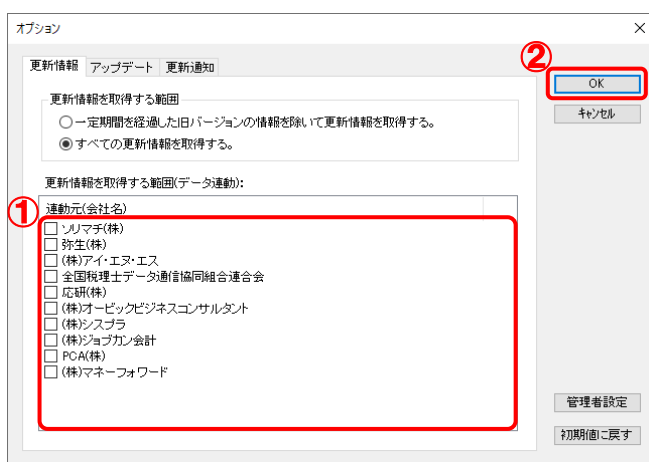 オプション
更新情報 アップデート 更新通知
②
OK
キャンセル
更新情報を取得する範囲
一定期間を経過した旧バージョンの情報を除いて更新情報を取得する。
すべての更新情報を取得する。
更新情報を取得する範囲(データ連動):
①
連動元(会社名)
ソリマチ(株)
弥生(株)
(株)アイ・エヌ・エス
全国税理士データ通信協同組合連合会
応研(株)
(株)オービックビジネスコンサルタント
(株)シスプラ
(株)ジョブカン会計
PCA(株)
(株)マネーフォワード
管理者設定
初期値に戻す